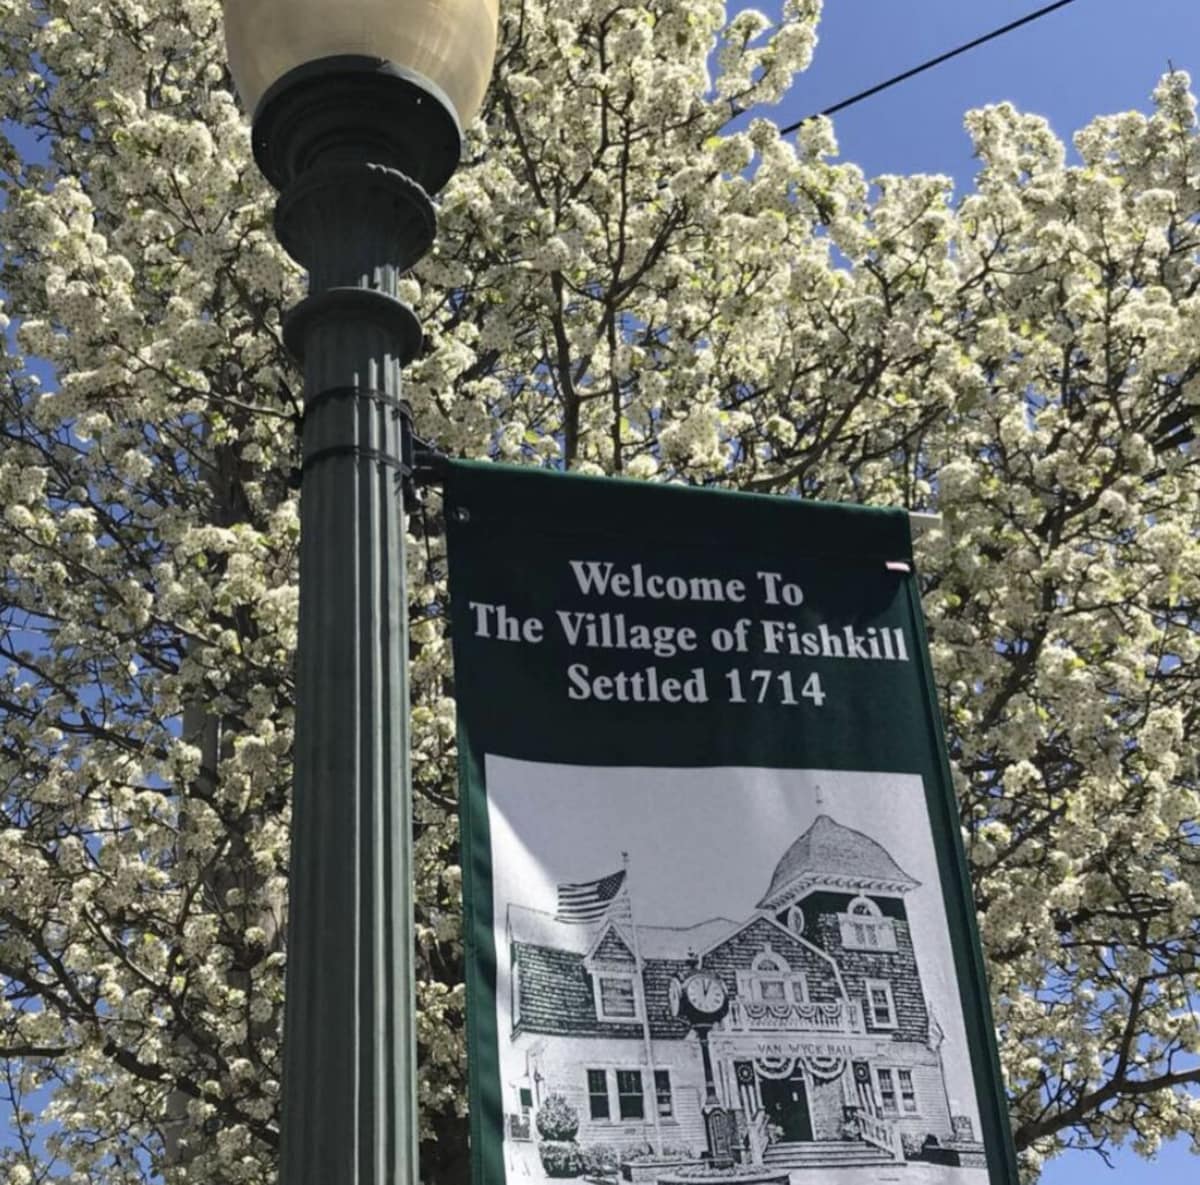 Welcome To
The Village of Fishkill
Settled 1714
VAN WYCK HALL